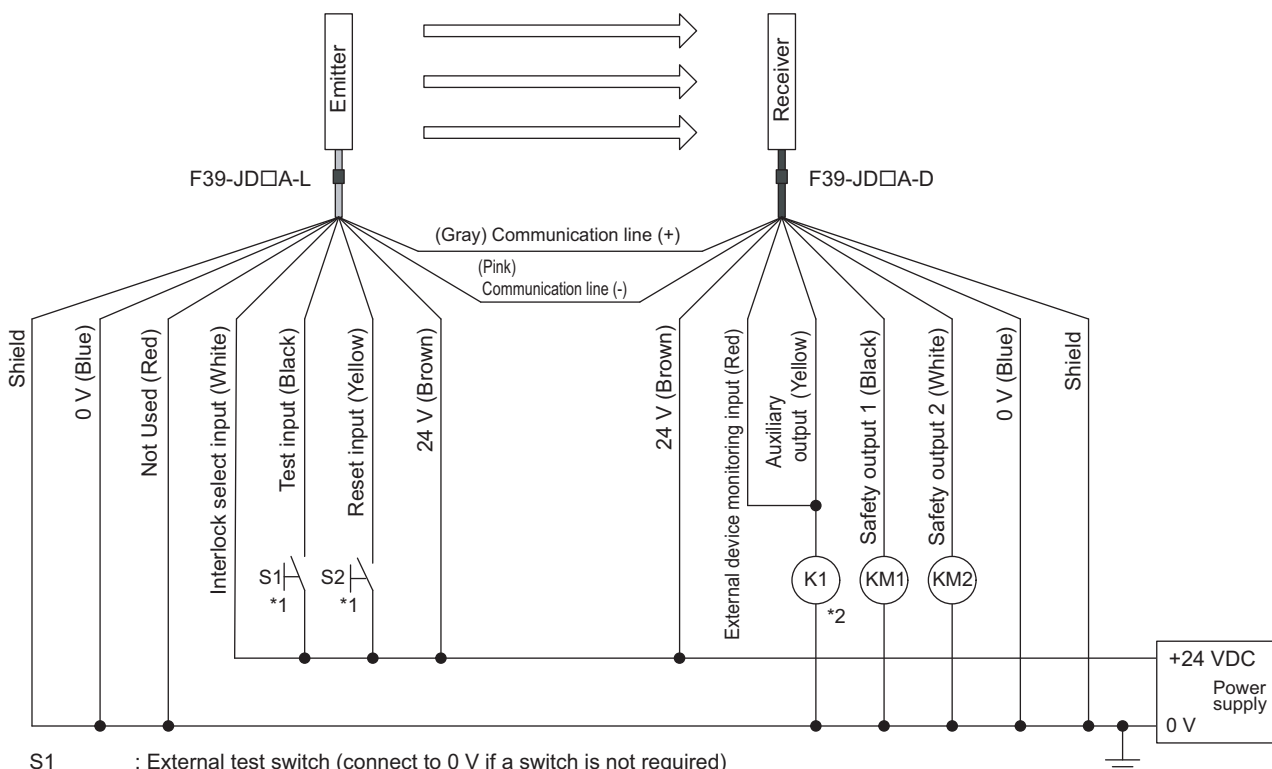 Emitter
Receiver
F39-JD□A-L
F39-JD□A-D
(Gray) Communication line (+)
(Pink)
Communication line (-)
Shield
0 V (Blue)
Not Used (Red)
Interlock select input (White)
Test input (Black)
Reset input (Yellow)
24 V (Brown)
24 V (Brown)
External device monitoring input (Red)
Auxiliary
output (Yellow)
Safety output 1 (Black)
Safety output 2 (White)
0 V (Blue)
Shield
S1
*1
S2
*1
K1
*2
KM1
KM2
+24 VDC
Power
supply
0 V
S1 : External test switch (connect to 0 V if a switch is not required)